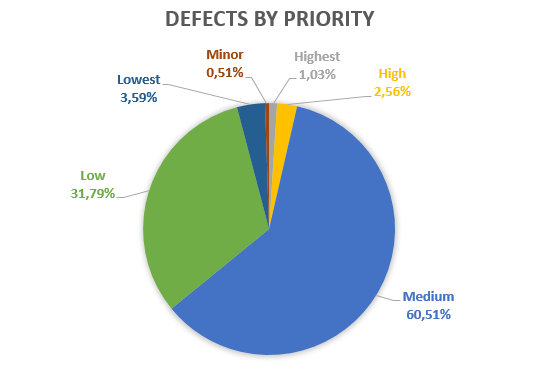 DEFECTS BY PRIORITY
Minor
0,51%
Highest
1,03%
High
2,56%
Lowest
3,59%
Low
31,79%
Medium
60,51%